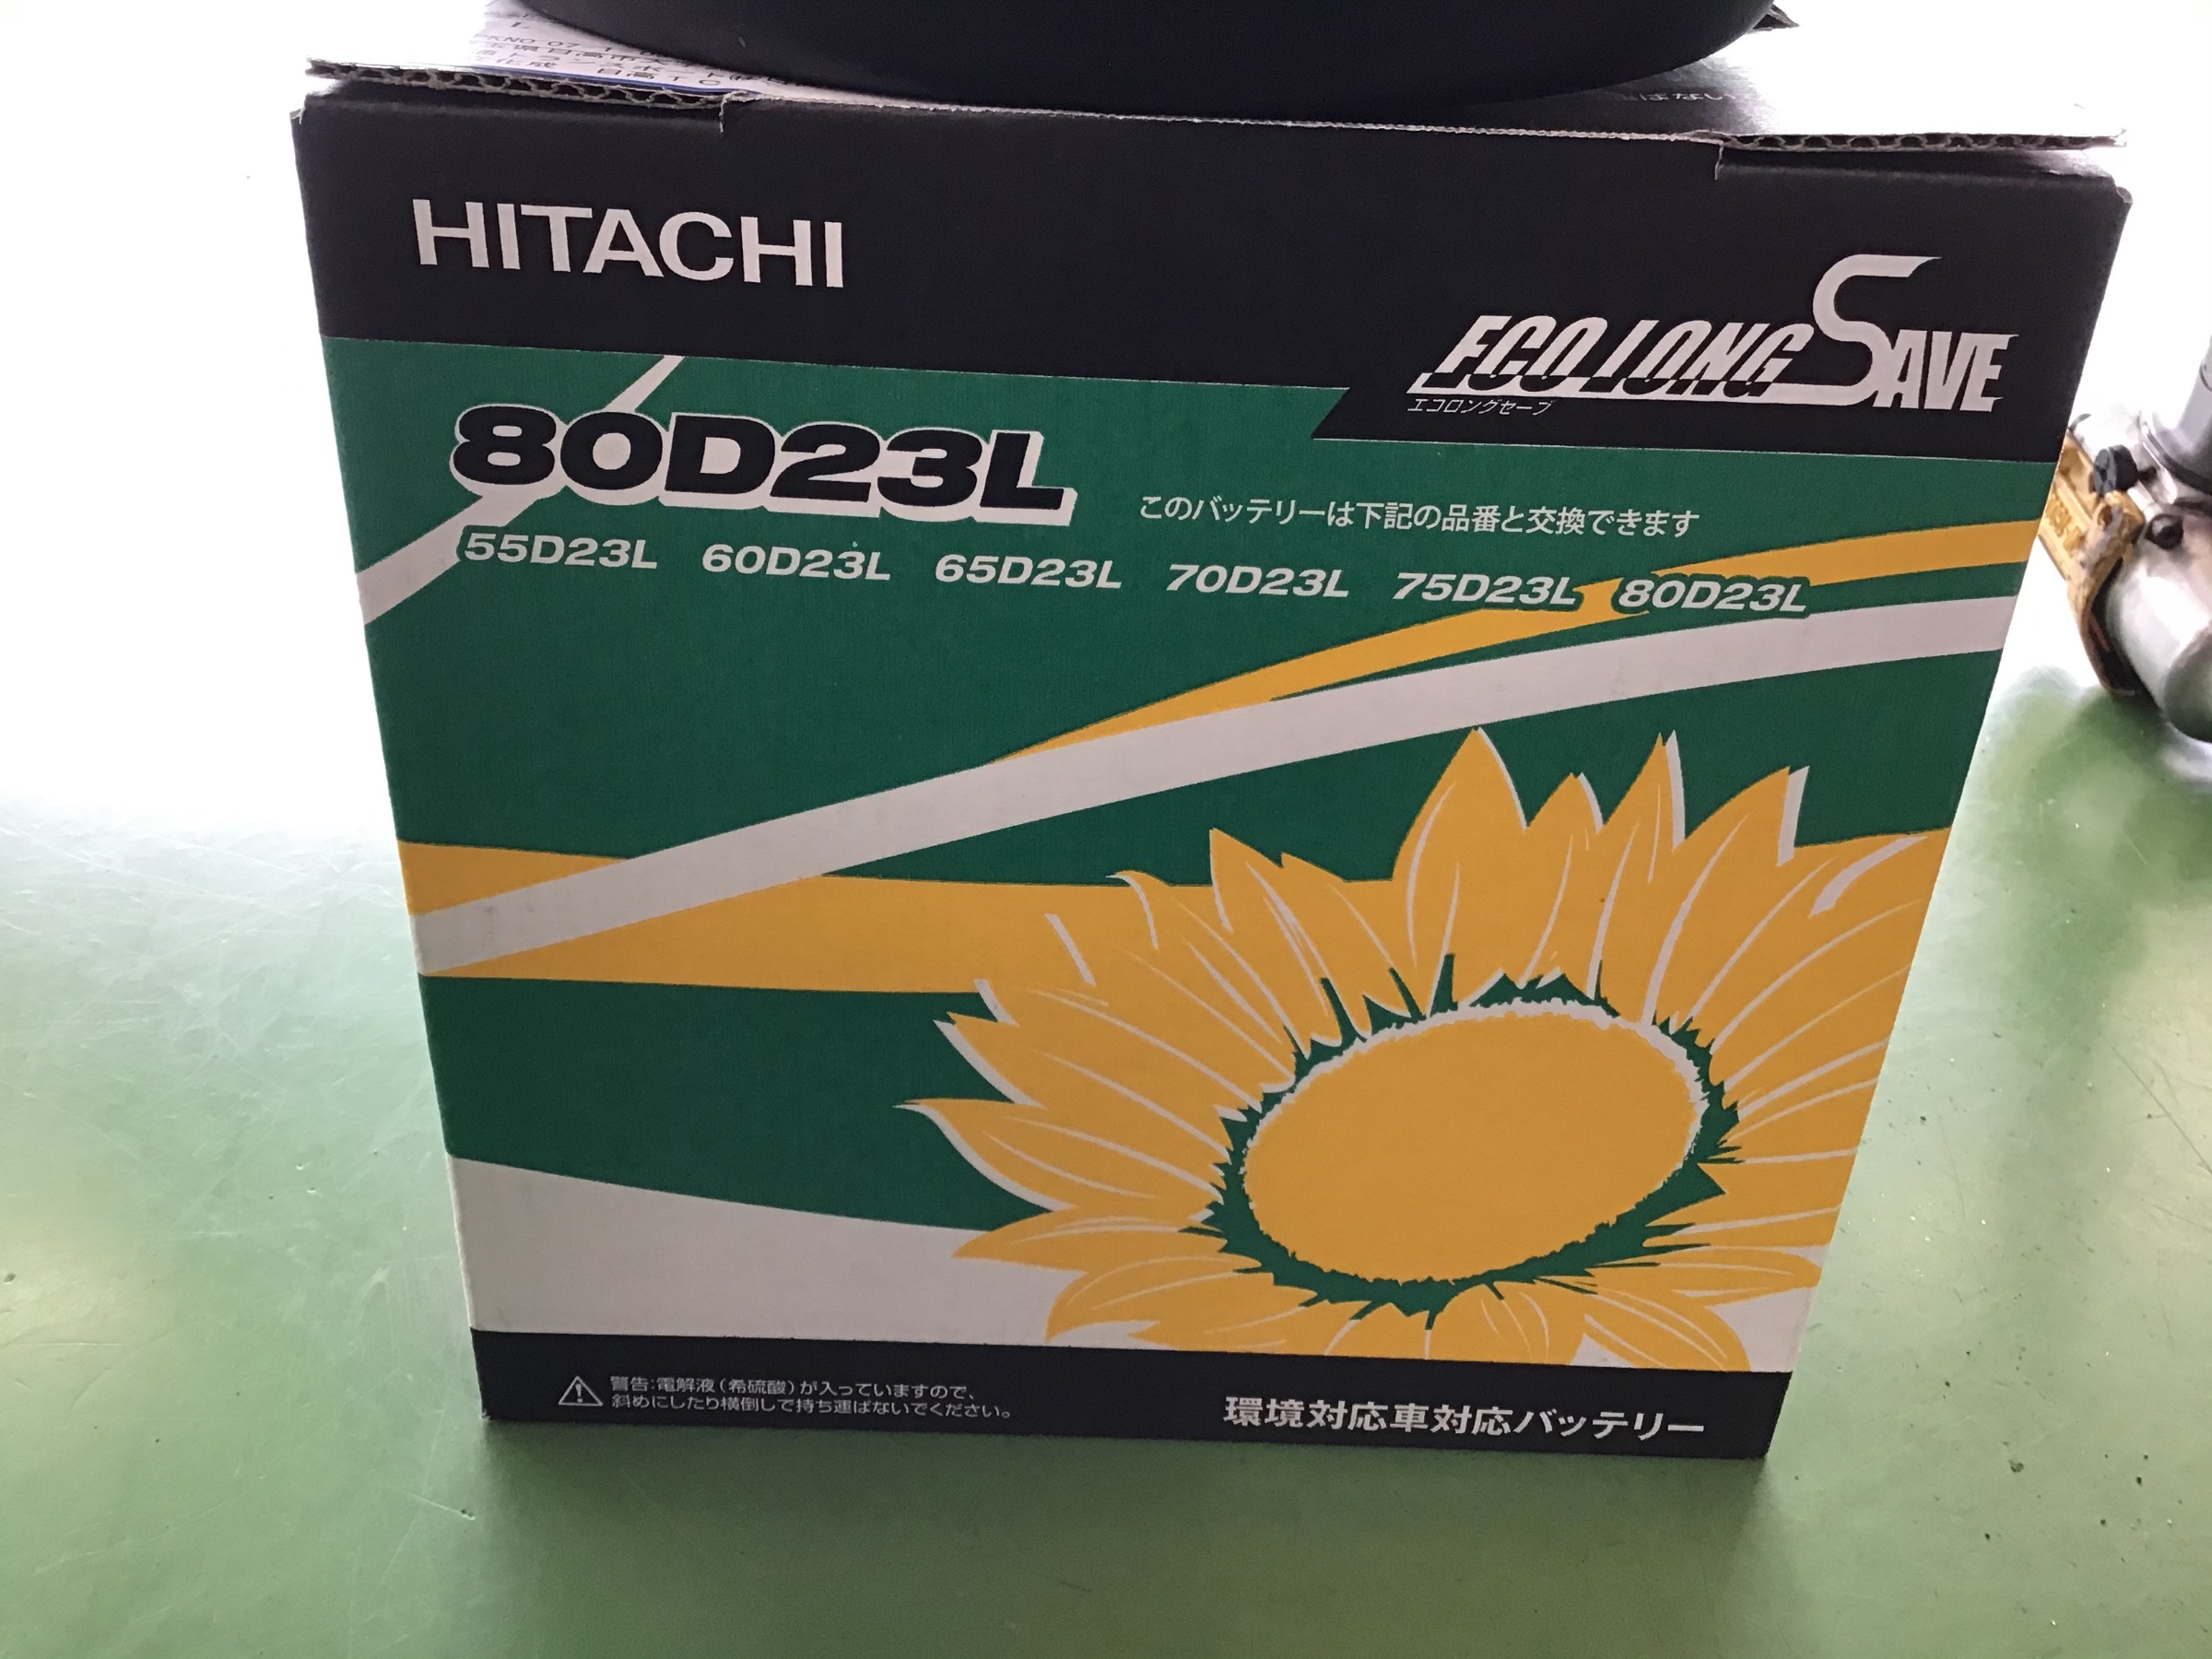 HITACHI
ECO LONG SAVE
エコロングセーブ
80D23L
このバッテリーは下記の品番と交換できます
55D23L 60D23L 65D23L 70D23L 75D23L 80D23L
警告:電解液(希硫酸)が入っていますので、
斜めにしたり横倒しで持ち運ばないでください。
環境対応車対応バッテリー